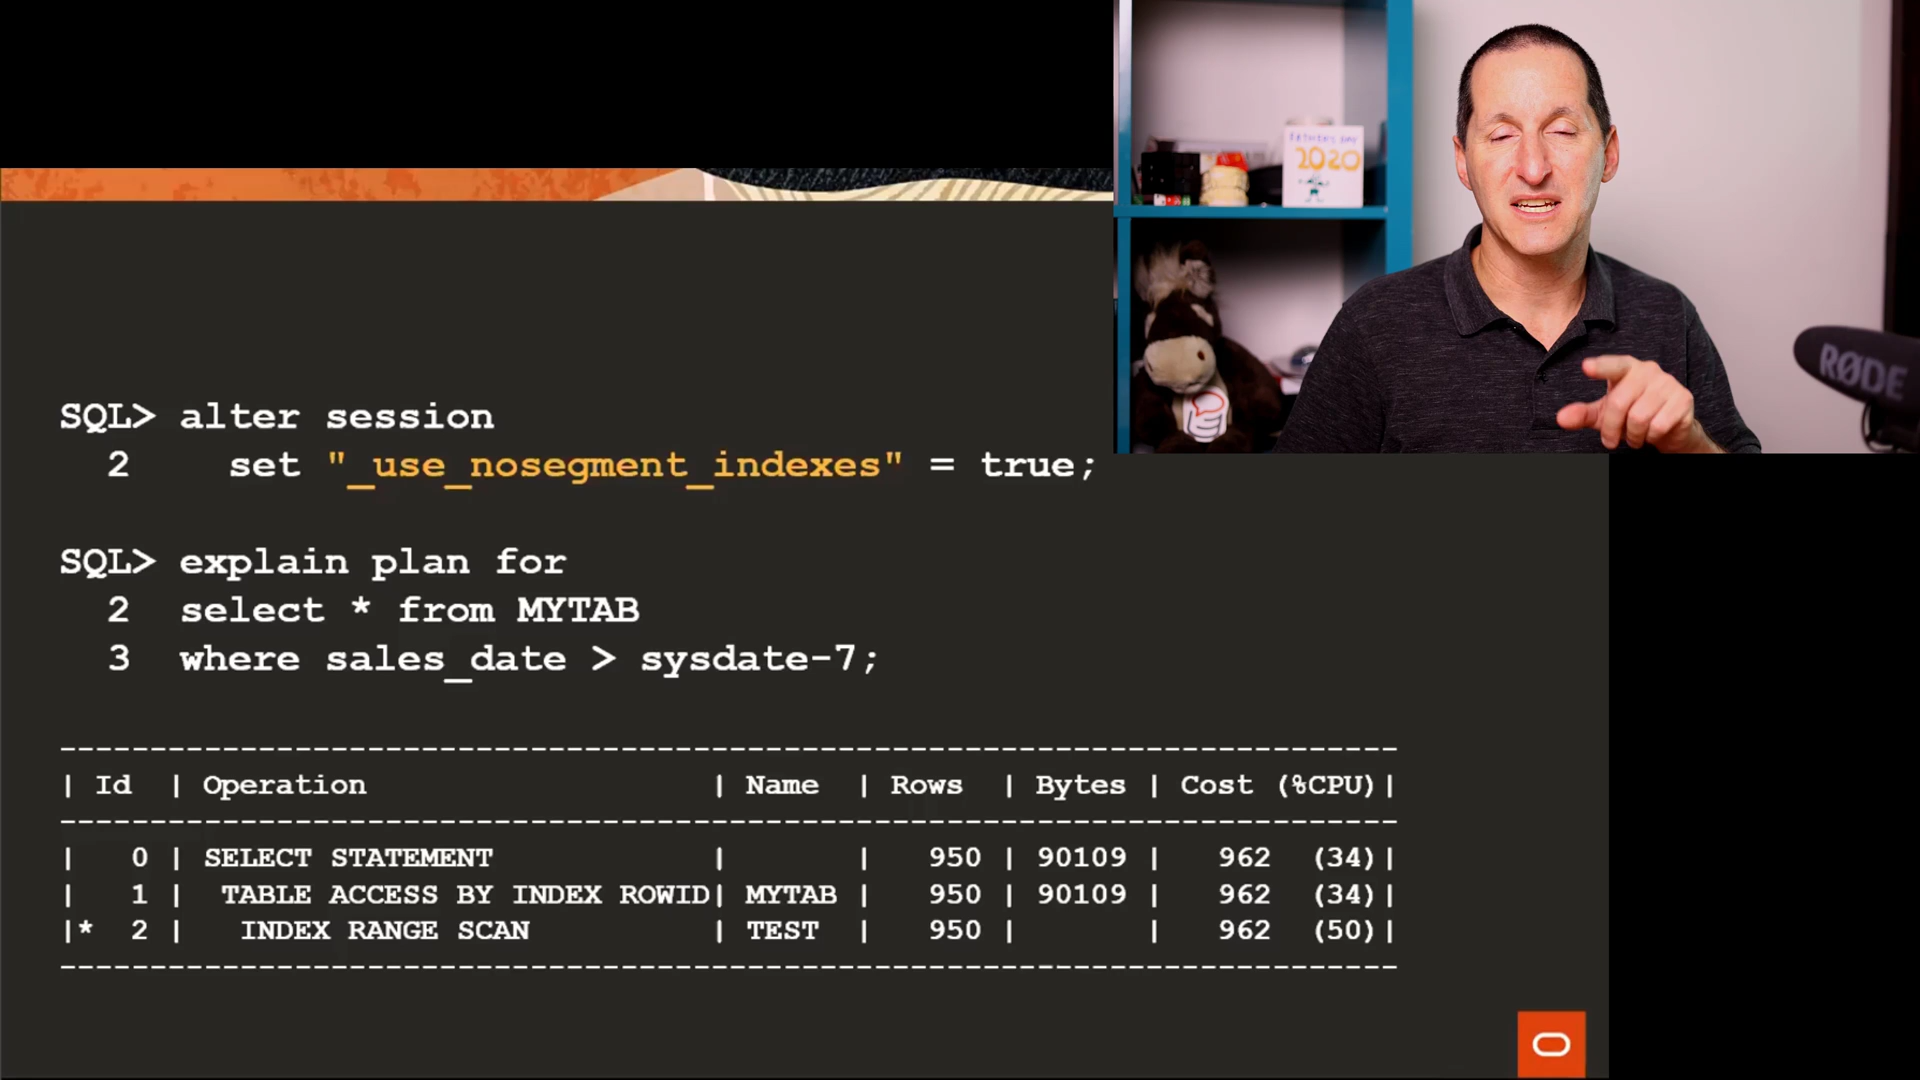 FATHERS DAY
2020
RØDE
SQL> alter session
2 set "_use_nosegment_indexes" = true;
SQL> explain plan for
2 select * from MYTAB
3 where sales_date > sysdate-7;
--------------------------------------------------------------------------
| Id | Operation | Name | Rows | Bytes | Cost (%CPU)|
--------------------------------------------------------------------------
| 0 | SELECT STATEMENT | | 950 | 90109 | 962 (34)|
| 1 | TABLE ACCESS BY INDEX ROWID| MYTAB | 950 | 90109 | 962 (34)|
|* 2 | INDEX RANGE SCAN | TEST | 950 | | 962 (50)|
--------------------------------------------------------------------------